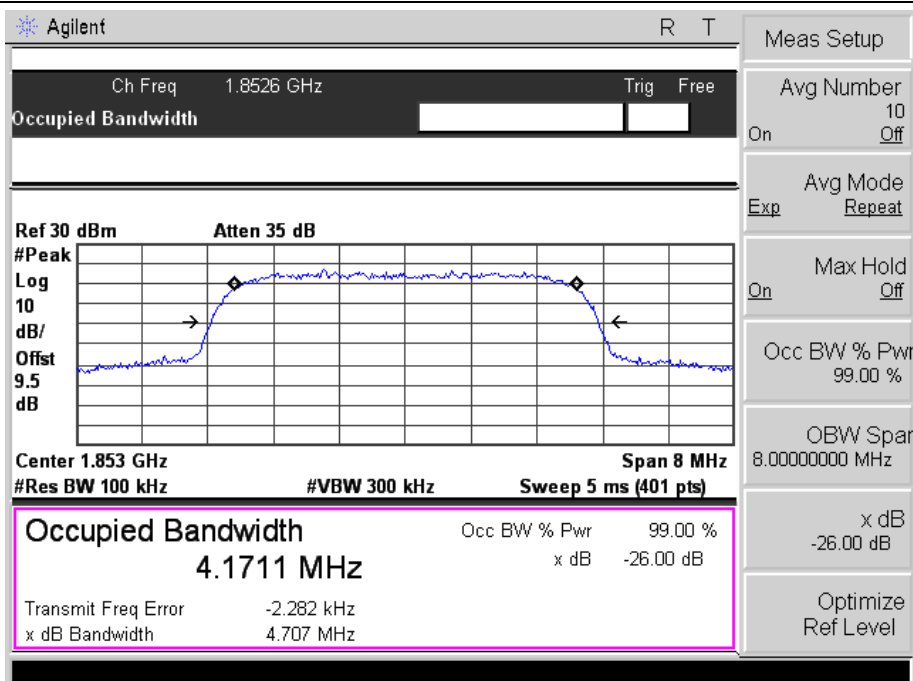 Agilent R T
Ch Freq 1.8526 GHz Trig Free
Occupied Bandwidth
Ref 30 dBm Atten 35 dB
#Peak
Log
10
dB/
Offst
9.5
dB
Center 1.853 GHz Span 8 MHz
#Res BW 100 kHz #VBW 300 kHz Sweep 5 ms (401 pts)
Occupied Bandwidth
4.1711 MHz
Occ BW % Pwr 99.00 %
x dB -26.00 dB
Transmit Freq Error -2.282 kHz
x dB Bandwidth 4.707 MHz
Meas Setup
Avg Number
10
On Off
Avg Mode
Exp Repeat
Max Hold
On Off
Occ BW % Pwr
99.00 %
OBW Span
8.00000000 MHz
x dB
-26.00 dB
Optimize
Ref Level